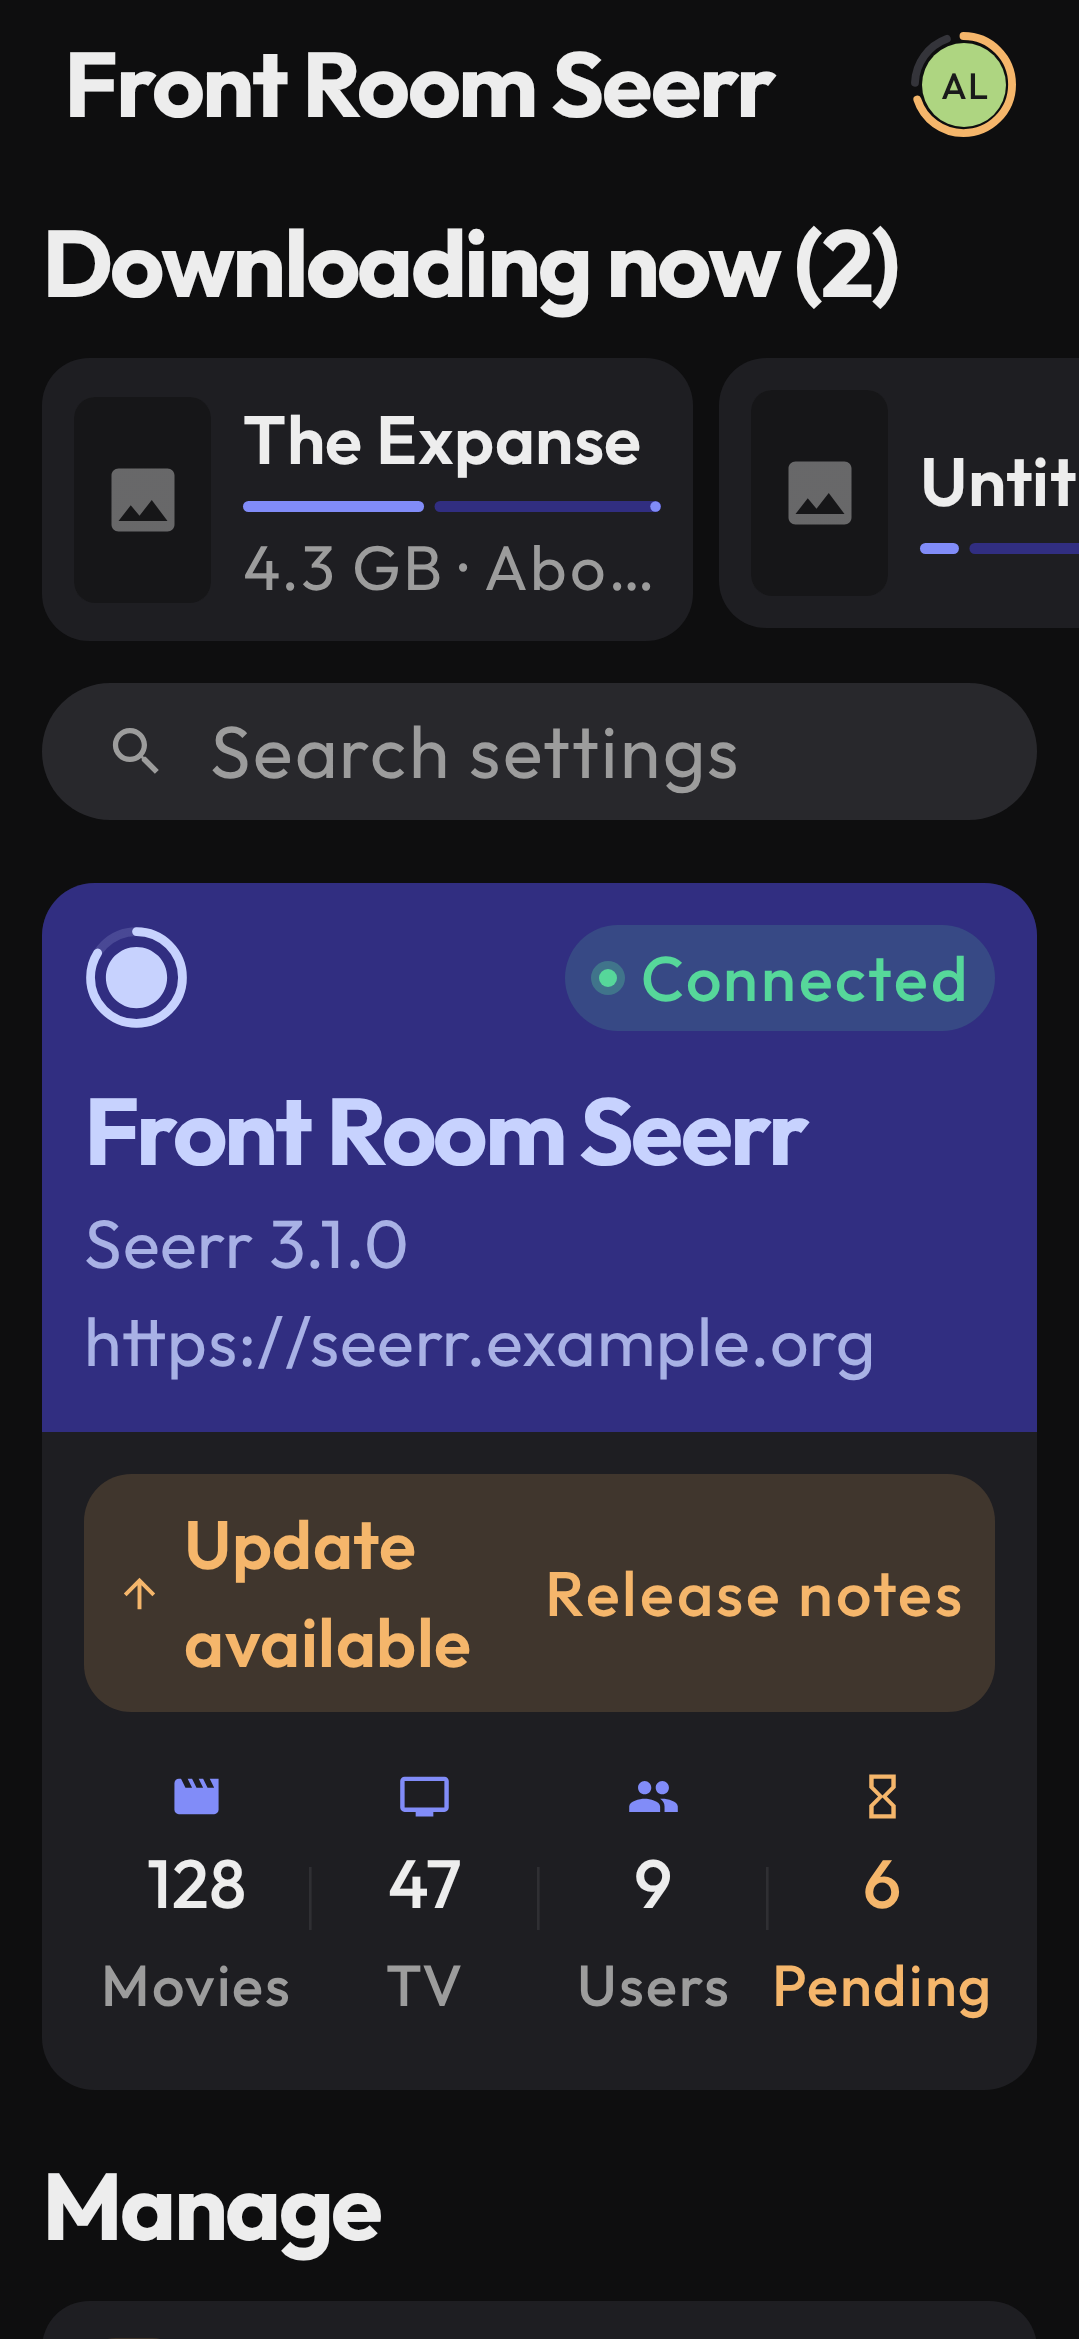 Front Room Seerr
AL
Downloading now (2)
The Expanse
4.3 GB · Abo…
Untit
Search settings
Connected
Front Room Seerr
Seerr 3.1.0
https://seerr.example.org
Update
available
Release notes
128
47
9
6
Movies
TV
Users
Pending
Manage